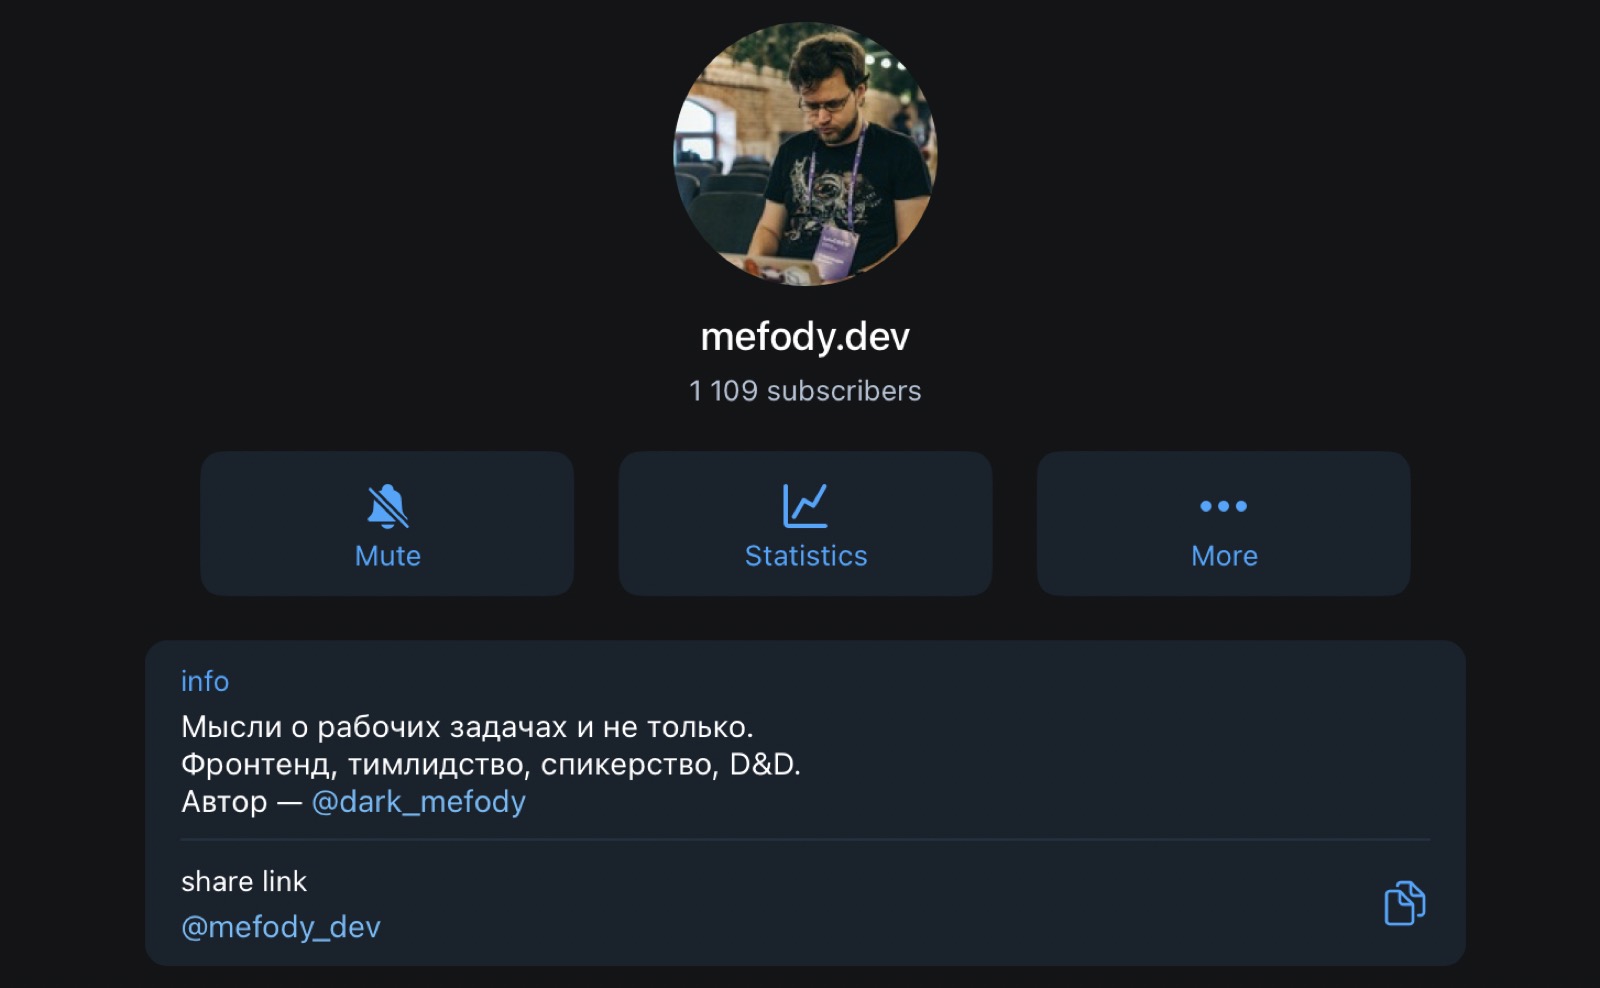 mefody.dev
1 109 subscribers
Mute
Statistics
More
info
Мысли о рабочих задачах и не только.
Фронтенд, тимлидство, спикерство, D&D.
Автор — @dark_mefody
share link
@mefody_dev